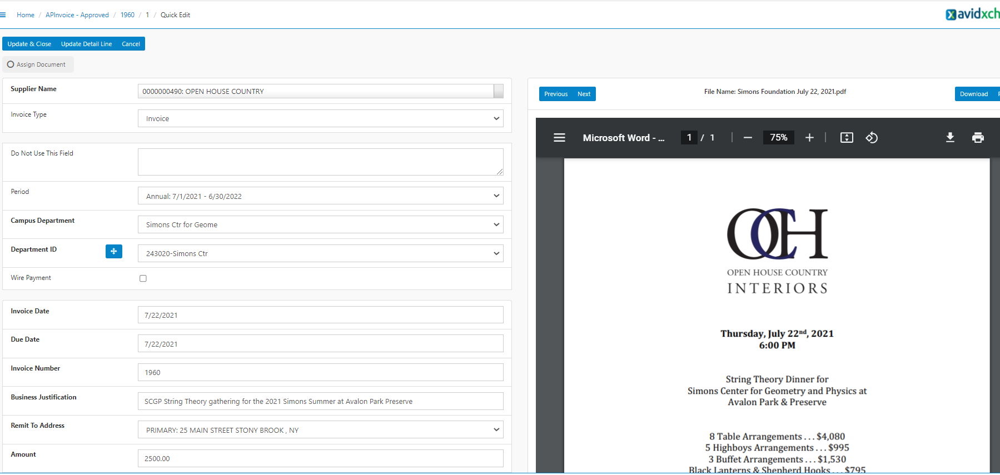 Home / APInvoice - Approved / 1960 / 1 / Quick Edit
avidxch
Update & Close Update Detail Line Cancel
Assign Document
Supplier Name 0000000490: OPEN HOUSE COUNTRY
Invoice Type Invoice
Do Not Use This Field
Period Annual: 7/1/2021 - 6/30/2022
Campus Department Simons Ctr for Geome
Department ID 243020-Simons Ctr
Wire Payment
Invoice Date 7/22/2021
Due Date 7/22/2021
Invoice Number 1960
Business Justification SCGP String Theory gathering for the 2021 Simons Summer at Avalon Park Preserve
Remit To Address PRIMARY: 25 MAIN STREET STONY BROOK , NY
Amount 2500.00
Previous Next File Name: Simons Foundation July 22, 2021.pdf Download
Microsoft Word - ... 1 / 1 75%
OCH
OPEN HOUSE COUNTRY
INTERIORS
Thursday, July 22nd, 2021
6:00 PM
String Theory Dinner for
Simons Center for Geometry and Physics at
Avalon Park & Preserve
8 Table Arrangements . . . $4,080
5 Highboys Arrangements . . . $995
3 Buffet Arrangements . . . $1,530
Black Lanterns & Shepherd Hooks . . . $795